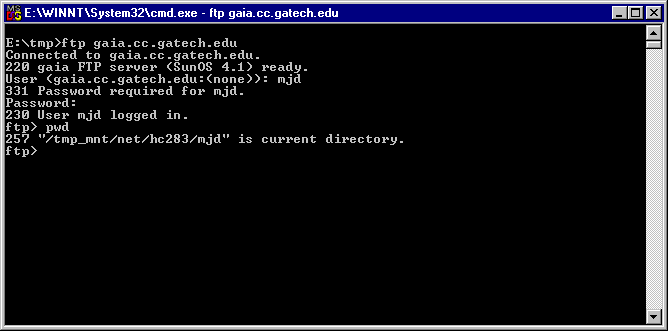 E:\WINNT\System32\cmd.exe - ftp gaia.cc.gatech.edu
E:\tmp>ftp gaia.cc.gatech.edu
Connected to gaia.cc.gatech.edu.
220 gaia FTP server (SunOS 4.1) ready.
User (gaia.cc.gatech.edu:(none)): mjd
331 Password required for mjd.
Password:
230 User mjd logged in.
ftp> pwd
257 "/tmp_mnt/net/hc283/mjd" is current directory.
ftp>